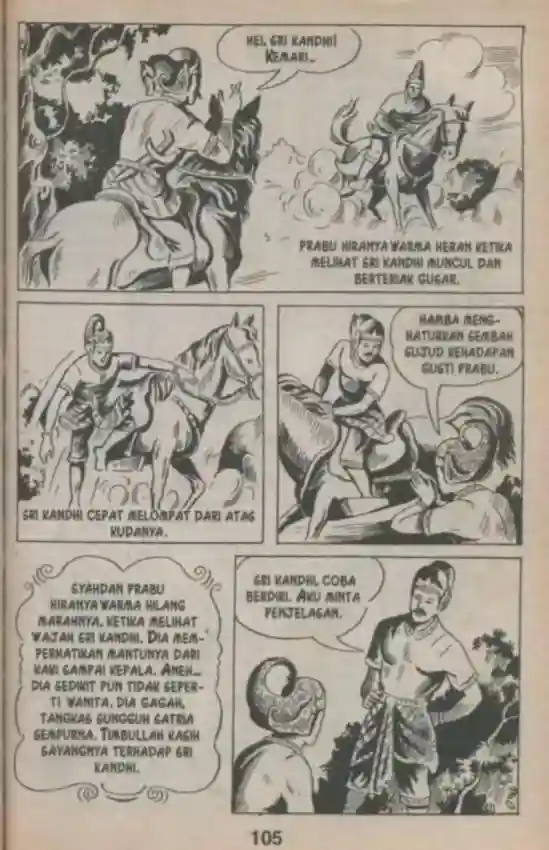 HEI, SRI KANDHI!
KEMARI...
PRABU HIRANYA WARMA HERAN KETIKA
MELIHAT SRI KANDHI MUNCUL DAN
BERTERIAK GUSAR.
SRI KANDHI CEPAT MELOMPAT DARI ATAS
KUDANYA.
HAMBA MENG-
HATURKAN SEMBAH
SUJUD KEHADAPAN
GUSTI PRABU.
SYAHDAN PRABU
HIRANYA WARMA HILANG
MARAHNYA. KETIKA MELIHAT
WAJAH SRI KANDHI. DIA MEM-
PERHATIKAN MANTUNYA DARI
KAKI SAMPAI KEPALA. ANEH...
DIA SEDIKIT PUN TIDAK SEPER-
TI WANITA. DIA GAGAH,
TANGKAS SUNGGUH SATRIA
SEMPURNA. TIMBULLAH KASIH
SAYANGNYA TERHADAP SRI
KANDHI.
SRI KANDHI, COBA
BERDIRI. AKU MINTA
PENJELASAN.
105